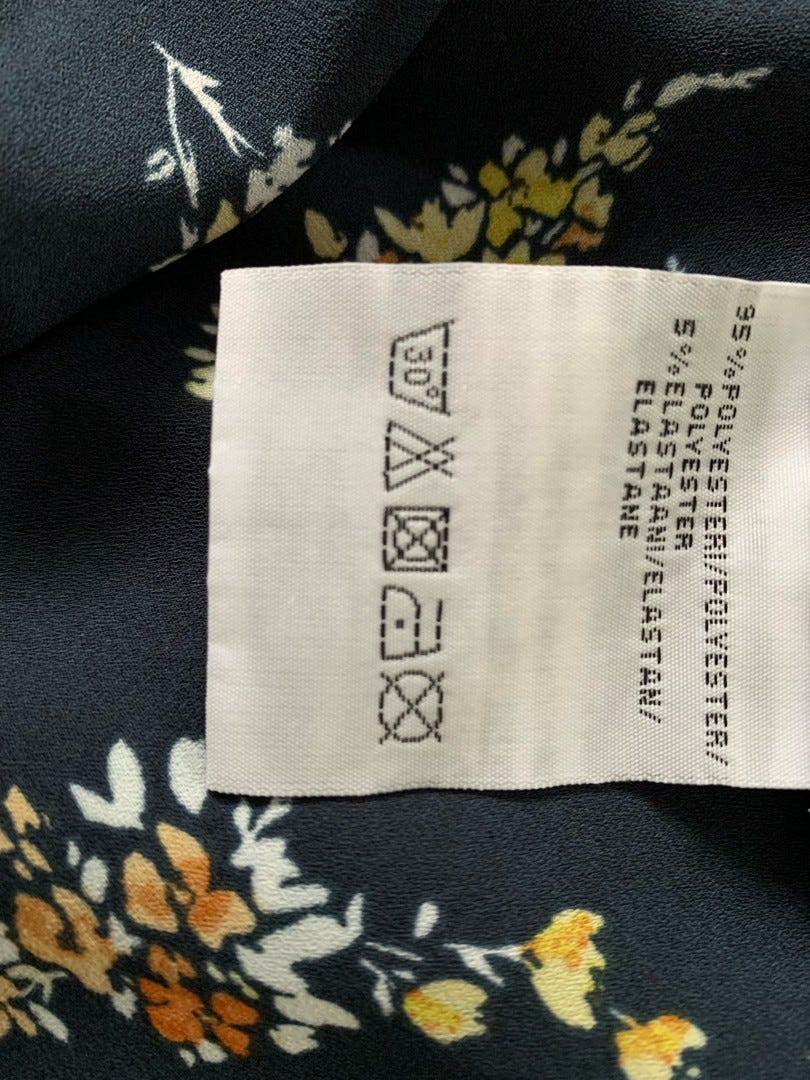 95%POLYESTERI/POLYESTER/
POLYESTER
5%ELASTAANI/ELASTAN/
ELASTANE
30°